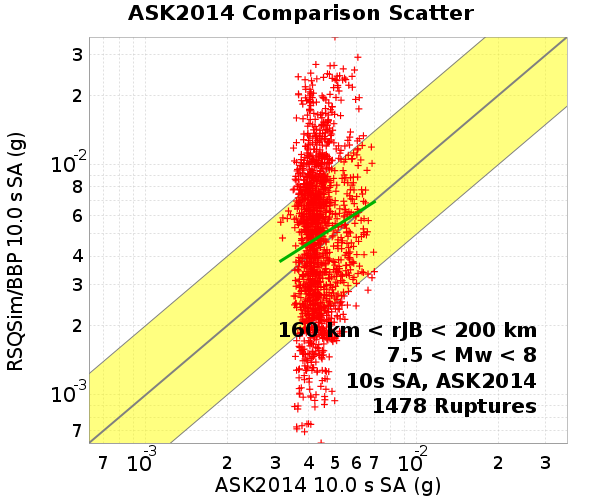 ASK2014 Comparison Scatter
RSQSim/BBP 10.0 s SA (g)
3
2
10-2
8
6
4
3
2
10-3
7
160 km < rJB < 200 km
7.5 < Mw < 8
10s SA, ASK2014
1478 Ruptures
7 10-3 2 3 4 5 6 7 10-2 2 3
ASK2014 10.0 s SA (g)